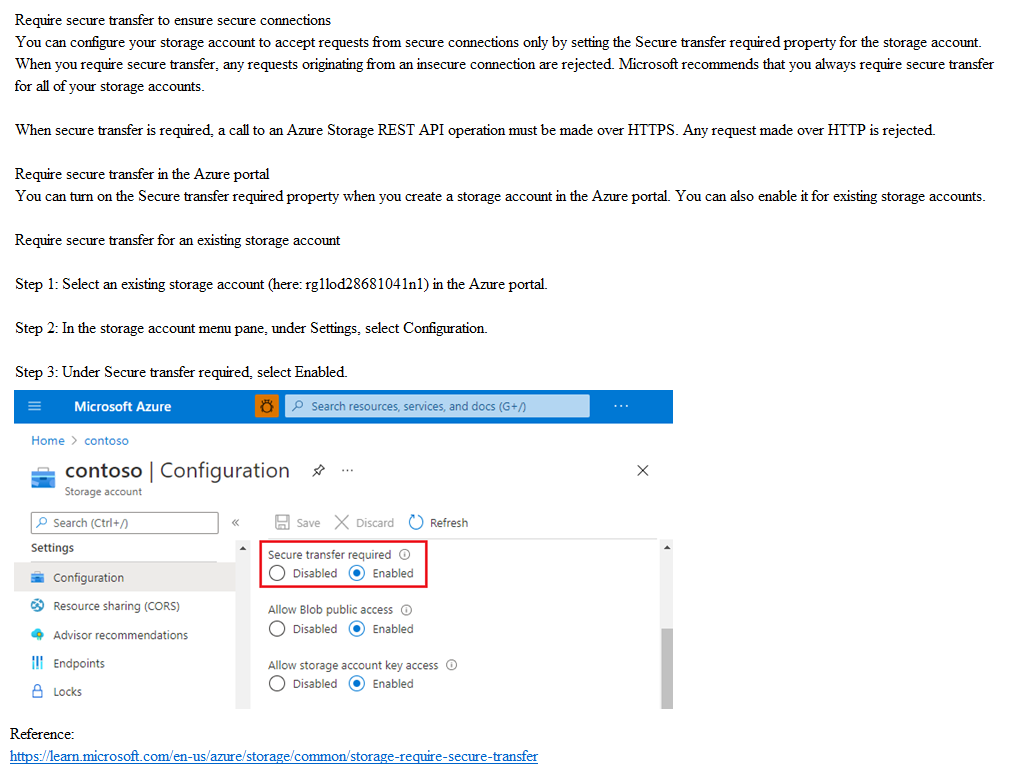 Require secure transfer to ensure secure connections
You can configure your storage account to accept requests from secure connections only by setting the Secure transfer required property for the storage account.
When you require secure transfer, any requests originating from an insecure connection are rejected. Microsoft recommends that you always require secure transfer
for all of your storage accounts.
When secure transfer is required, a call to an Azure Storage REST API operation must be made over HTTPS. Any request made over HTTP is rejected.
Require secure transfer in the Azure portal
You can turn on the Secure transfer required property when you create a storage account in the Azure portal. You can also enable it for existing storage accounts.
Require secure transfer for an existing storage account
Step 1: Select an existing storage account (here: rg1lod28681041n1) in the Azure portal.
Step 2: In the storage account menu pane, under Settings, select Configuration.
Step 3: Under Secure transfer required, select Enabled.
Microsoft Azure
Search resources, services, and docs (G+/)
...
Home > contoso
contoso | Configuration
...
Storage account
Search (Ctrl+/)
«
Save Discard Refresh
Settings
Configuration
Resource sharing (CORS)
Advisor recommendations
Endpoints
Locks
Secure transfer required
Disabled Enabled
Allow Blob public access
Disabled Enabled
Allow storage account key access
Disabled Enabled
Reference:
https://learn.microsoft.com/en-us/azure/storage/common/storage-require-secure-transfer